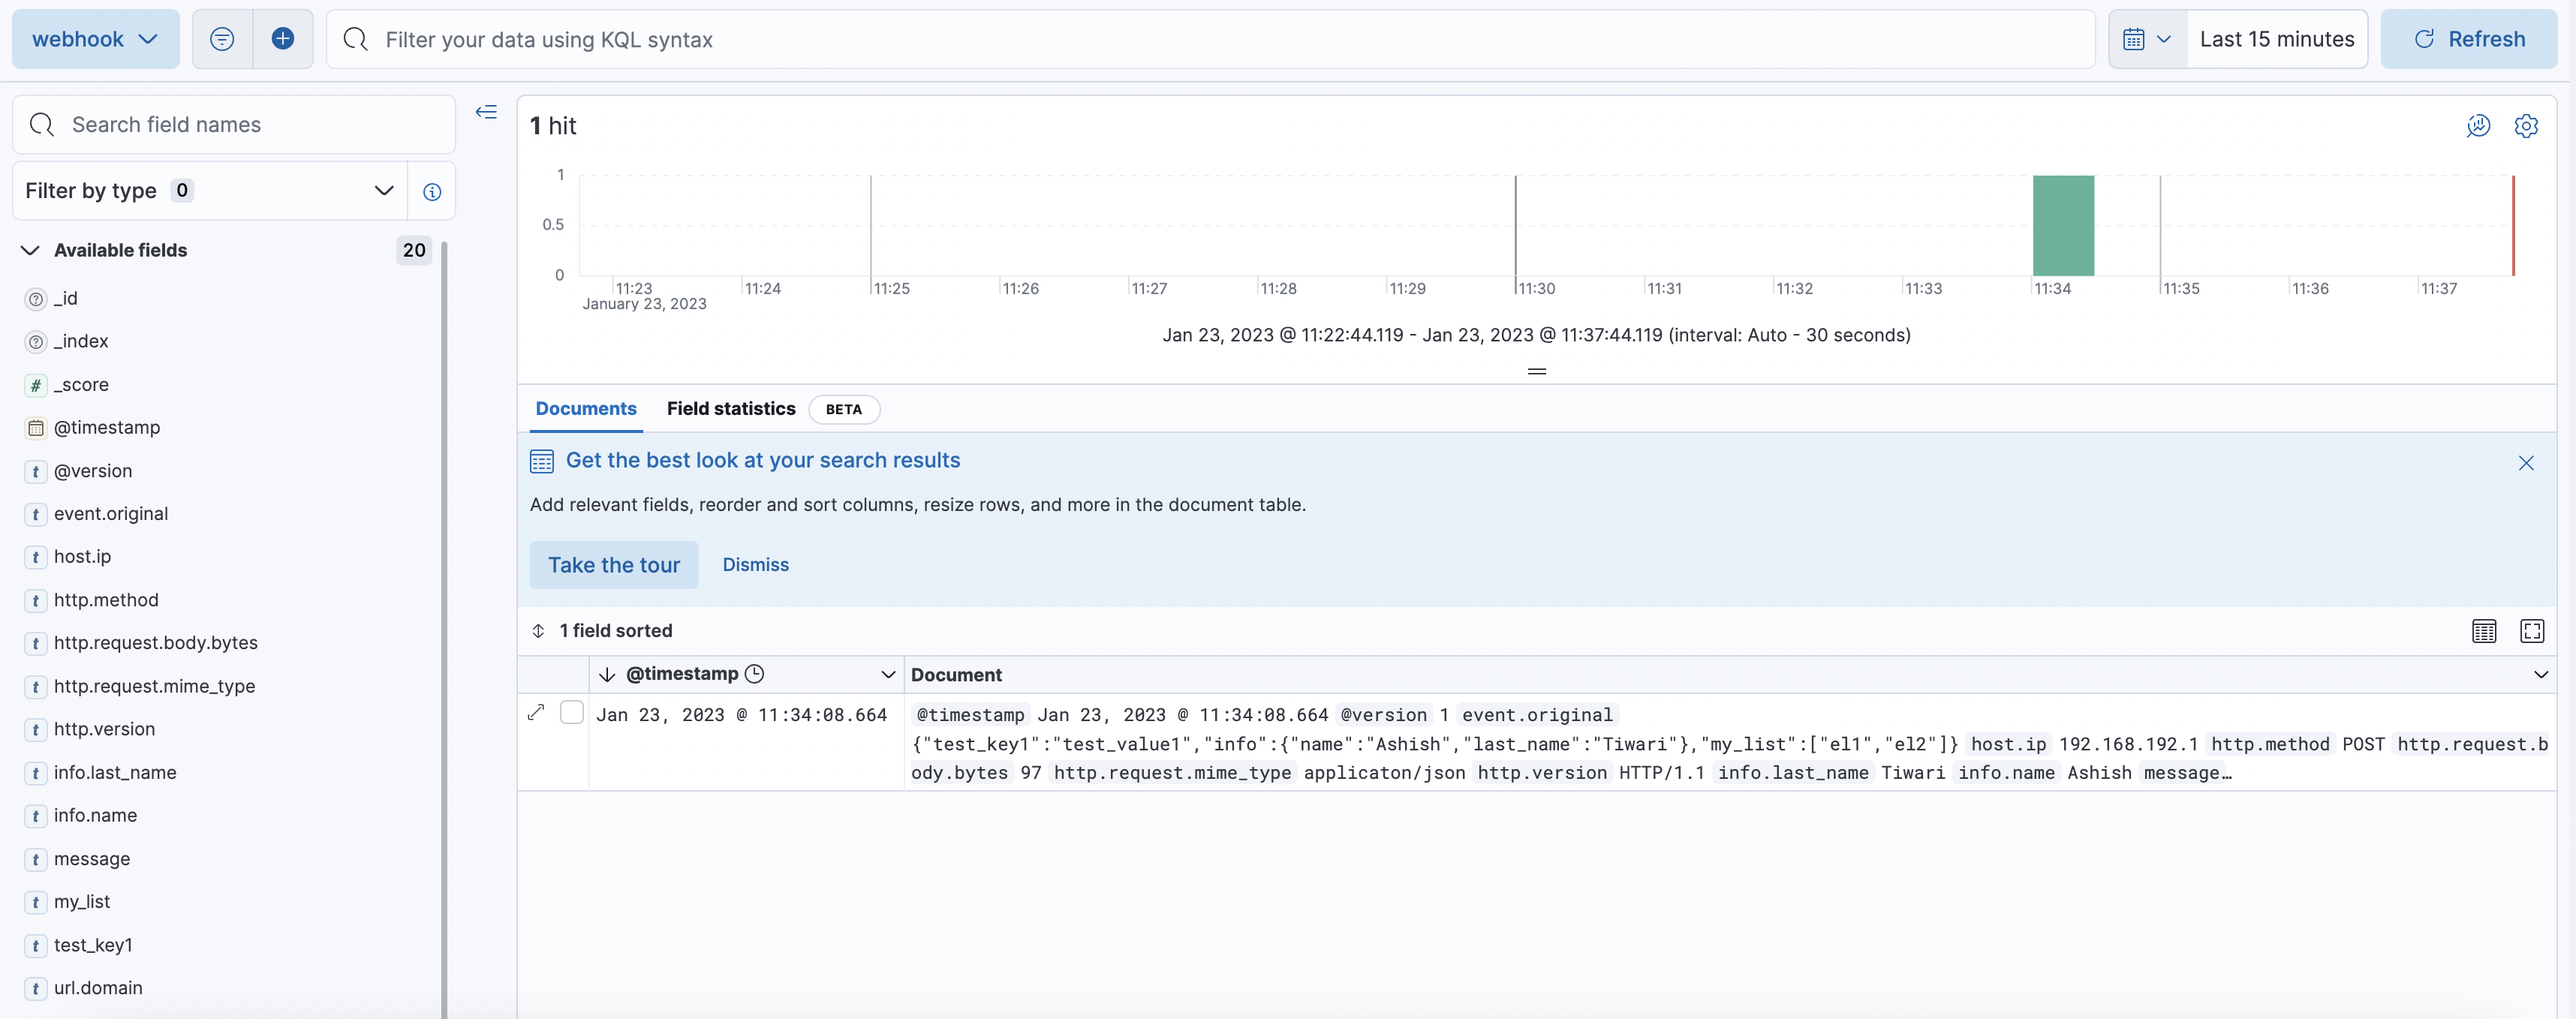 webhook
Filter your data using KQL syntax
Last 15 minutes
Refresh
Search field names
Filter by type 0
Available fields 20
_id
_index
# _score
@timestamp
t @version
t event.original
t host.ip
t http.method
t http.request.body.bytes
t http.request.mime_type
t http.version
t info.last_name
t info.name
t message
t my_list
t test_key1
t url.domain
1 hit
1
0.5
0
11:23 11:24 11:25 11:26 11:27 11:28 11:29 11:30 11:31 11:32 11:33 11:34 11:35 11:36 11:37
January 23, 2023
Jan 23, 2023 @ 11:22:44.119 - Jan 23, 2023 @ 11:37:44.119 (interval: Auto - 30 seconds)
Documents Field statistics BETA
Get the best look at your search results
Add relevant fields, reorder and sort columns, resize rows, and more in the document table.
Take the tour Dismiss
1 field sorted
@timestamp Document
Jan 23, 2023 @ 11:34:08.664 @timestamp Jan 23, 2023 @ 11:34:08.664 @version 1 event.original
{"test_key1":"test_value1","info":{"name":"Ashish","last_name":"Tiwari"},"my_list":["el1","el2"]} host.ip 192.168.192.1 http.method POST http.request.b
ody.bytes 97 http.request.mime_type applicaton/json http.version HTTP/1.1 info.last_name Tiwari info.name Ashish message…